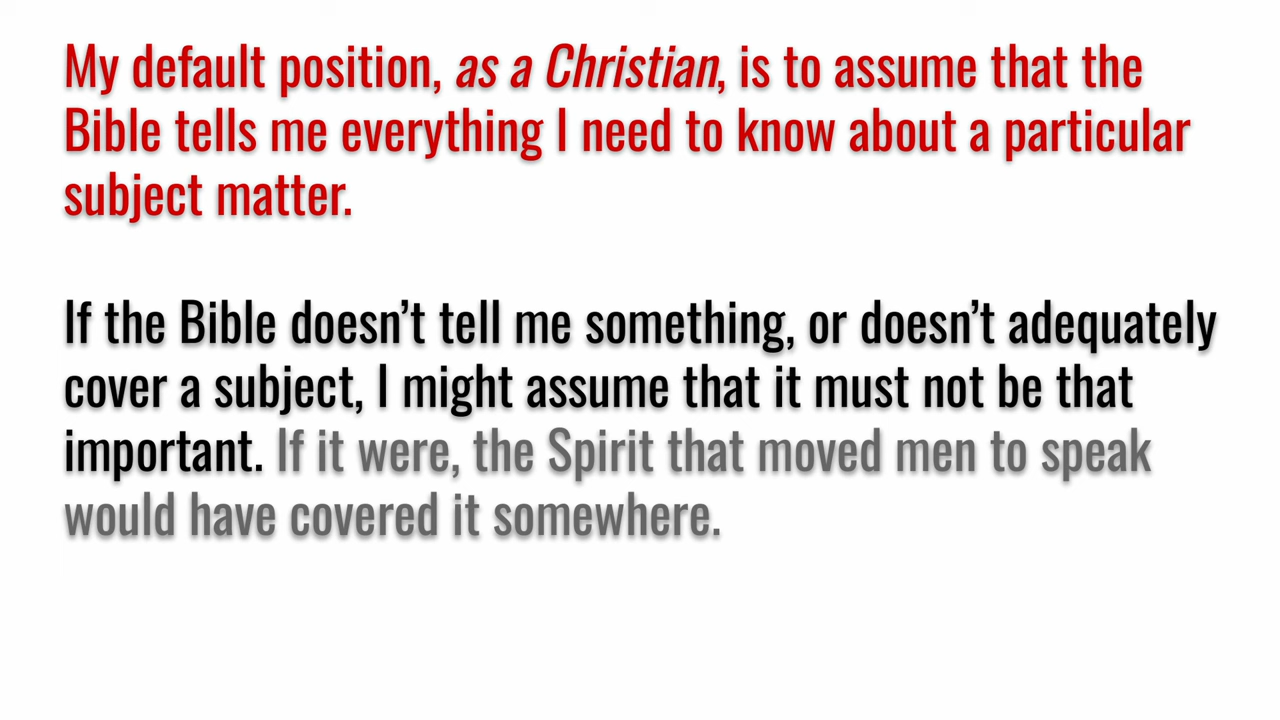 My default position, as a Christian, is to assume that the
Bible tells me everything I need to know about a particular
subject matter.
If the Bible doesn’t tell me something, or doesn’t adequately
cover a subject, I might assume that it must not be that
important. If it were, the Spirit that moved men to speak
would have covered it somewhere.